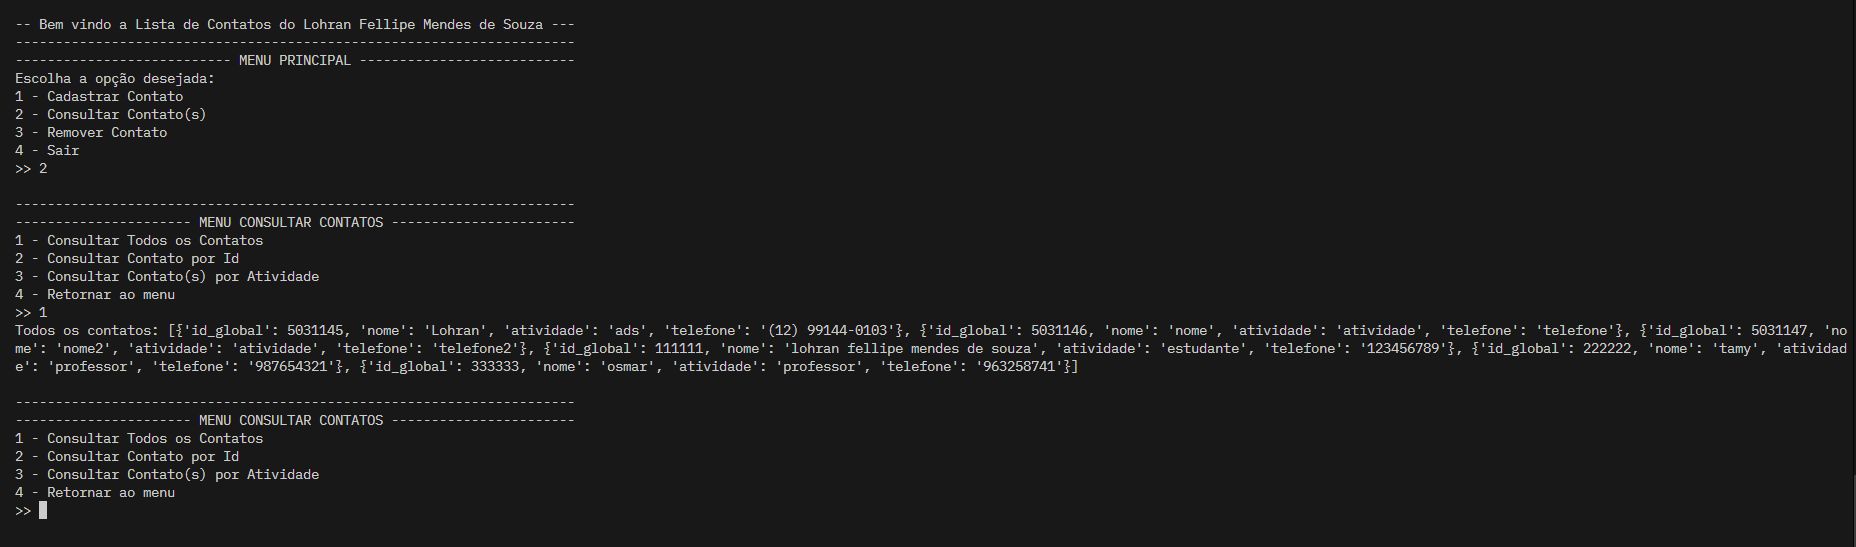 -- Bem vindo a Lista de Contatos do Lohran Fellipe Mendes de Souza ---
----------------------------------------------------------------------
--------------------------- MENU PRINCIPAL ---------------------------
Escolha a opção desejada:
1 - Cadastrar Contato
2 - Consultar Contato(s)
3 - Remover Contato
4 - Sair
>> 2
----------------------------------------------------------------------
---------------------- MENU CONSULTAR CONTATOS -----------------------
1 - Consultar Todos os Contatos
2 - Consultar Contato por Id
3 - Consultar Contato(s) por Atividade
4 - Retornar ao menu
>> 1
Todos os contatos: [{'id_global': 5031145, 'nome': 'Lohran', 'atividade': 'ads', 'telefone': '(12) 99144-0103'}, {'id_global': 5031146, 'nome': 'nome', 'atividade': 'atividade', 'telefone': 'telefone'}, {'id_global': 5031147, 'no
me': 'nome2', 'atividade': 'atividade', 'telefone': 'telefone2'}, {'id_global': 111111, 'nome': 'lohran fellipe mendes de souza', 'atividade': 'estudante', 'telefone': '123456789'}, {'id_global': 222222, 'nome': 'tamy', 'atividad
e': 'professor', 'telefone': '987654321'}, {'id_global': 333333, 'nome': 'osmar', 'atividade': 'professor', 'telefone': '963258741'}]
----------------------------------------------------------------------
---------------------- MENU CONSULTAR CONTATOS -----------------------
1 - Consultar Todos os Contatos
2 - Consultar Contato por Id
3 - Consultar Contato(s) por Atividade
4 - Retornar ao menu
>>